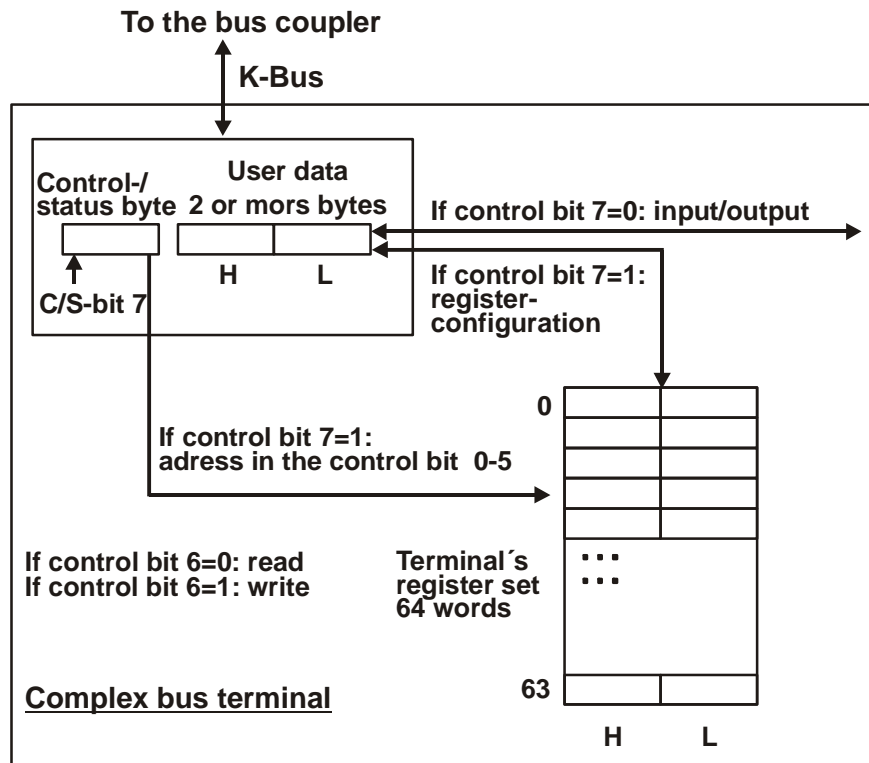 To the bus coupler
K-Bus
User data
2 or mors bytes
Control-/
status byte
H L
C/S-bit 7
If control bit 7=0: input/output
If control bit 7=1:
register-
configuration
0
If control bit 7=1:
adress in the control bit 0-5
If control bit 6=0: read
If control bit 6=1: write
Terminal´s
register set
64 words
63
H L
Complex bus terminal